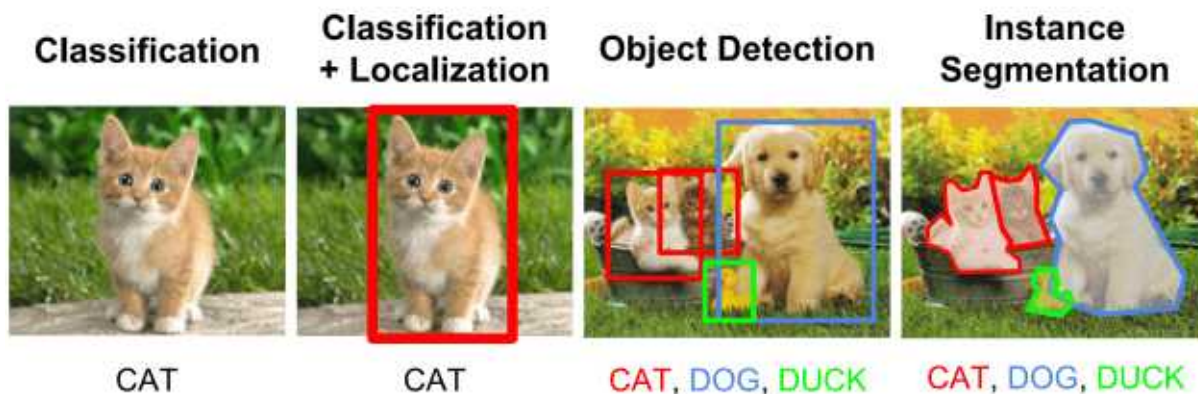 Classification
Classification
+ Localization
Object Detection
Instance
Segmentation
CAT
CAT
CAT, DOG, DUCK
CAT, DOG, DUCK